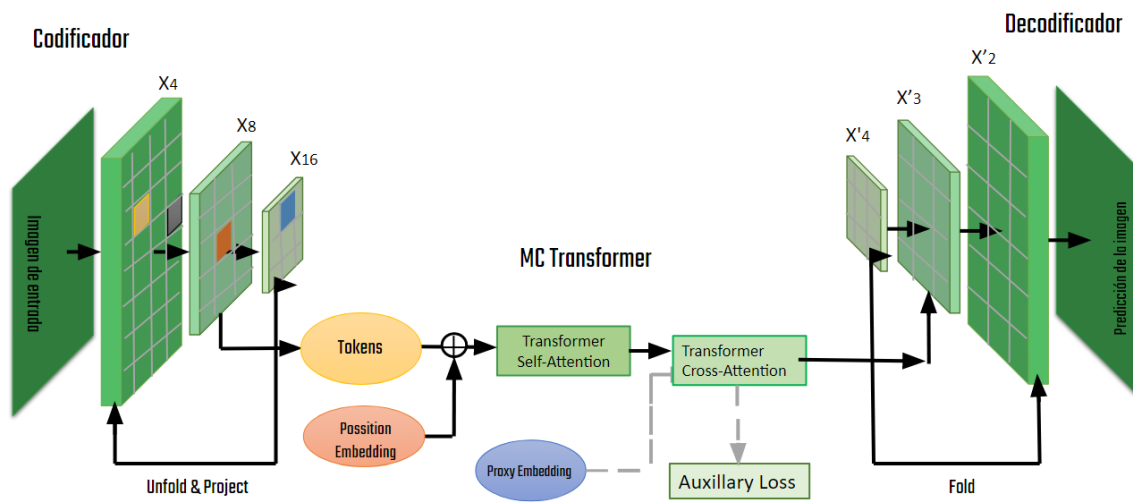 Codificador
Decodificador
X4
X8
X16
X'4
X'3
X'2
Imagen de
entrada
MC Transformer
Predicción de la imagen
Tokens
Transformer
Self-Attention
Transformer
Cross-Attention
Possition
Embedding
Proxy Embedding
Auxillary Loss
Unfold & Project
Fold